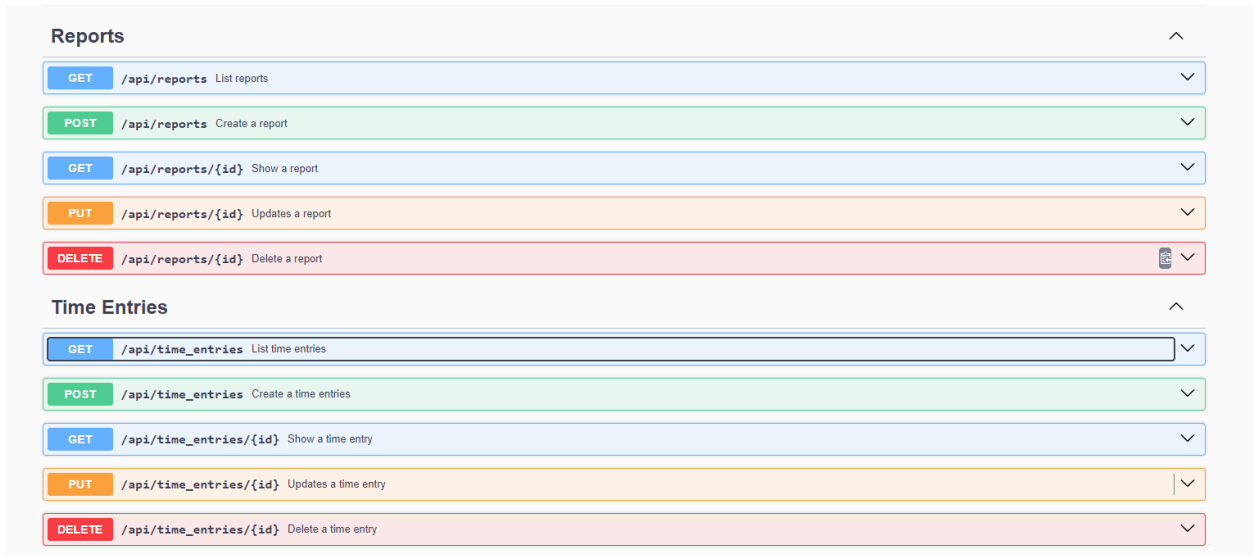 Reports
GET /api/reports List reports
POST /api/reports Create a report
GET /api/reports/{id} Show a report
PUT /api/reports/{id} Updates a report
DELETE /api/reports/{id} Delete a report
Time Entries
GET /api/time_entries List time entries
POST /api/time_entries Create a time entries
GET /api/time_entries/{id} Show a time entry
PUT /api/time_entries/{id} Updates a time entry
DELETE /api/time_entries/{id} Delete a time entry